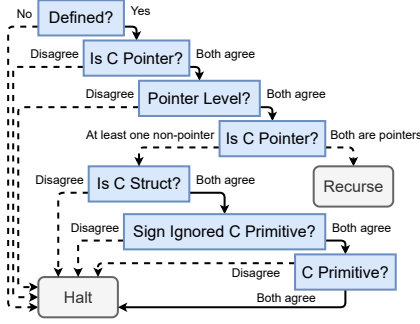 No
Defined?
Yes
Disagree
Is C Pointer?
Both agree
Disagree
Pointer Level?
Both agree
At least one non-pointer
Is C Pointer?
Both are pointers
Disagree
Is C Struct?
Both agree
Recurse
Disagree
Sign Ignored C Primitive?
Both agree
Disagree
C Primitive?
Halt
Both agree